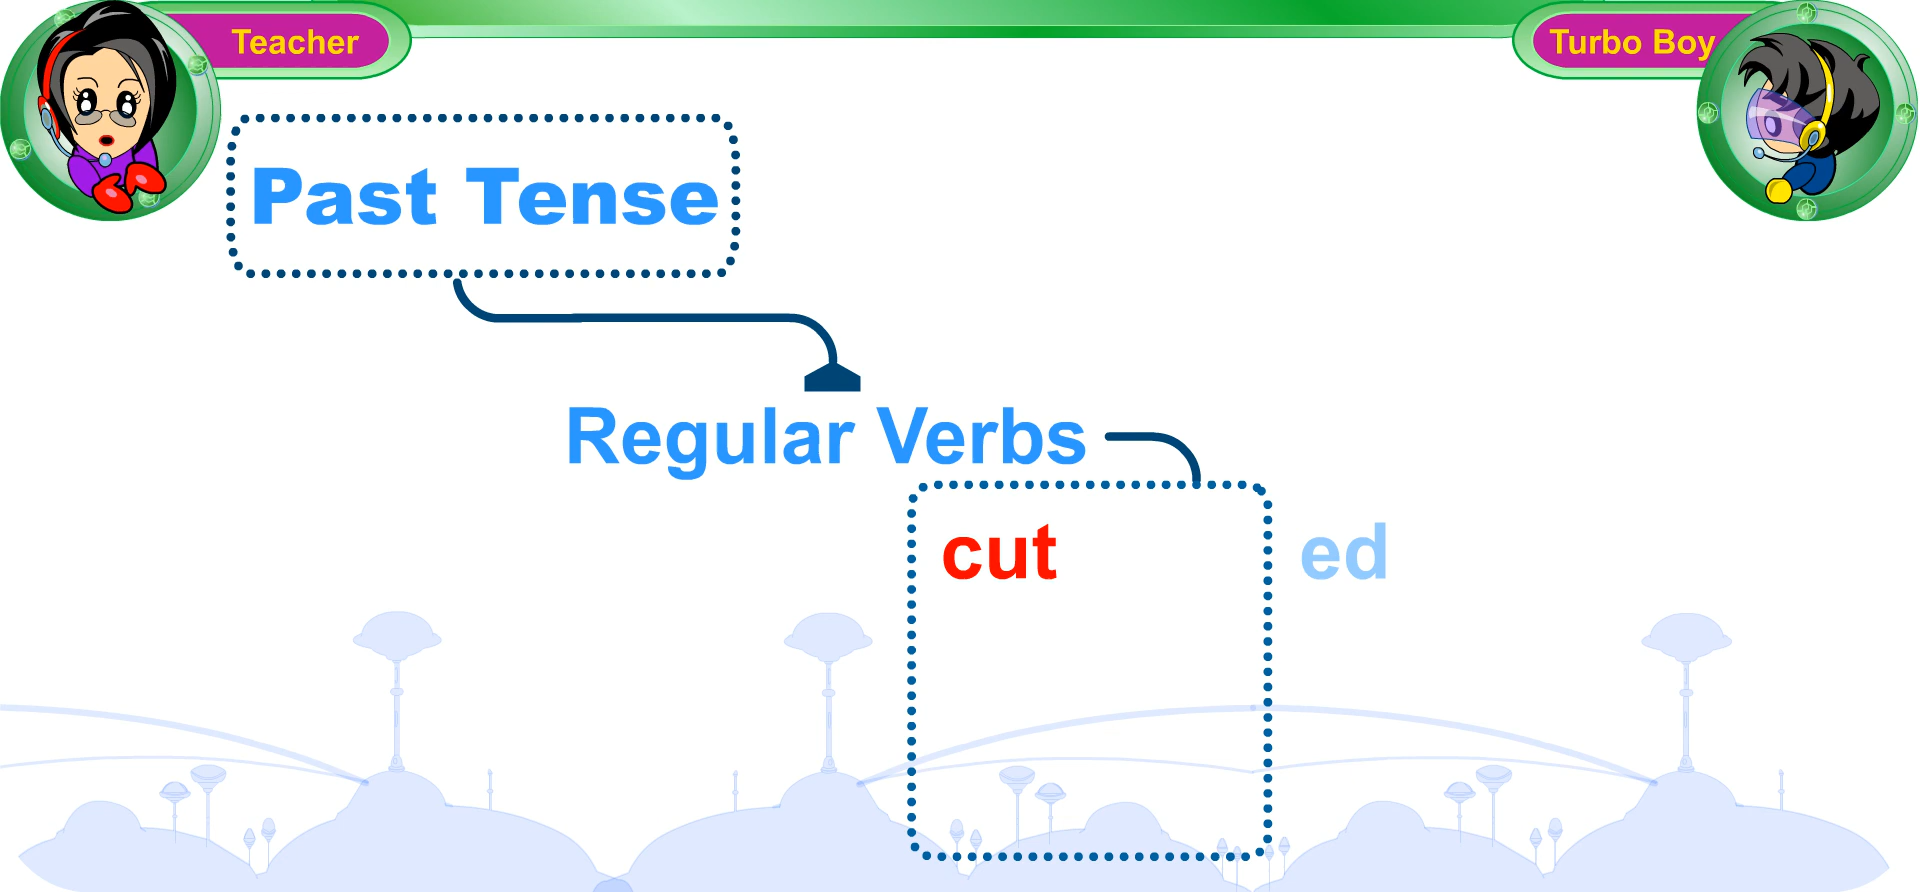 Teacher
Turbo Boy
Past Tense
Regular Verbs
cut ed